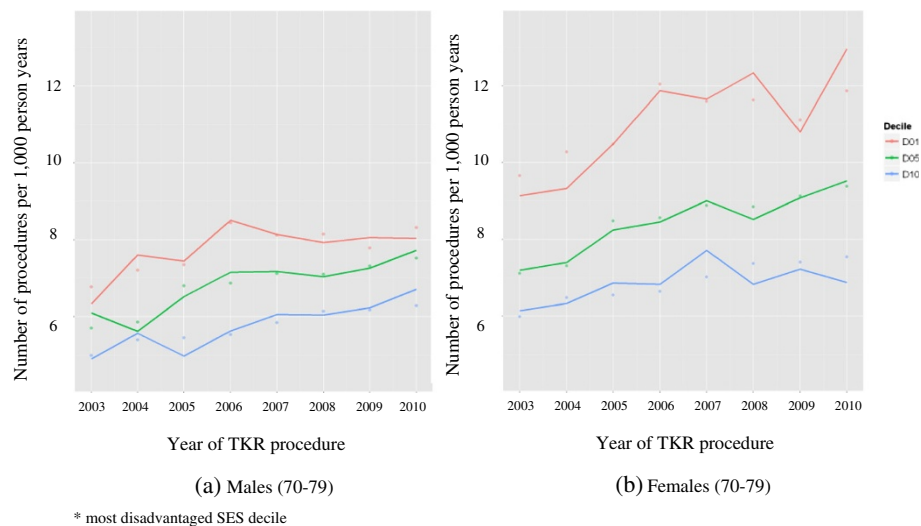 Number of procedures per 1,000 person years
12
10
8
6
2003 2004 2005 2006 2007 2008 2009 2010
Year of TKR procedure
(a) Males (70-79)
Number of procedures per 1,000 person years
12
10
8
6
2003 2004 2005 2006 2007 2008 2009 2010
Year of TKR procedure
(b) Females (70-79)
Decile
D01
D05
D10
* most disadvantaged SES decile